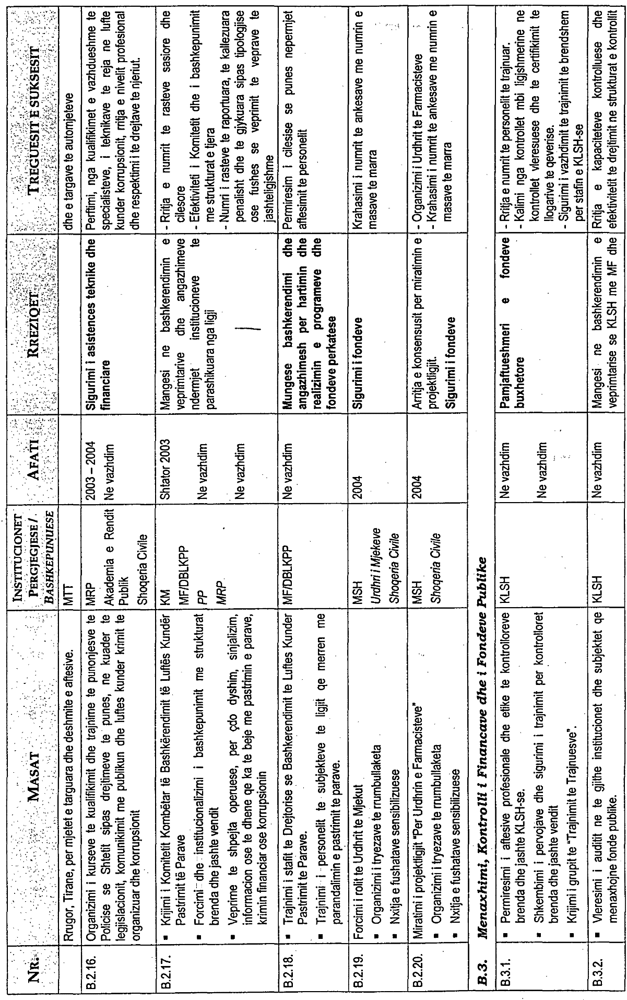 NR.
MASAT
INSTITUCIONET
PERGJEGJESE /
BASHKEPUNUESE
AFATI
RREZIQET
TREGUESIT E SUKSESIT
Rrugor, Tirane, per mjetet e targuara dhe deshmite e aftesive.
MTT
dhe e targave te automjeteve
B.2.16.
Organizimi i kurseve te kualifikimit dhe trajnime te punonjesve te
Policise se Shtetit sipas drejtimeve te punes, ne kuader te
legjislacionit, komunikimit me publikun dhe luftes kunder krimit te
organizuar dhe korrupsionit
MRP
Akademia e Rendit
Publik
Shoqeria Civile
2003 – 2004
Ne vazhdim
Sigurimi i asistences teknike dhe
financiare
Perftimi, nga kualifikimet e vazhdueshme te
specialisteve, i teknikave te reja ne lufte
kunder korrupsionit, rritja e nivelit profesional
dhe respektimi i te drejtave te njeriut.
B.2.17.
▪ Krijimi i Komitetit Kombëtar të Bashkërendimit të Luftës Kundër
Pastrimit të Parave
▪ Forcimi dhe institucionalizimi i bashkepunimit me strukturat
brenda dhe jashte vendit
▪ Veprime te shpejta operuese, per çdo dyshim, sinjalizim,
informacion ose te dhene qe ka te beje me pastrimin e parave,
krimin financiar ose korrupsionin
KM
MF/DBLKPP
PP
MRP
Shtator 2003
Ne vazhdim
Ne vazhdim
Mangesi ne bashkerendimin e
veprimtarive dhe angazhimeve
ndermjet institucioneve te
parashikuara nga ligji
- Rritja e numrit te rasteve sasiore dhe
cilesore
- Efektiviteti i Komitetit dhe i bashkepunimit
me strukturat e tjera
- Numri i rasteve te raportuara, te kallezuara
penalisht dhe te gjykuara sipas tipologjise
ose fushes se veprimit te veprave te
jashteligjshme
B.2.18.
▪ Trajnimi i stafit te Drejtorise se Bashkerendimit te Luftes Kunder
Pastrimit te Parave.
▪ Trajnimi i personelit te subjekteve te ligjit qe merren me
parandalimin e pastrimit te parave.
MF/DBLKPP
Ne vazhdim
Mungese bashkerendimi dhe
angazhimesh per hartimin dhe
realizimin e programeve dhe
fondeve perkatese
Permiresim i cilesise se punes nepermjet
aftesimit te personelit
B.2.19.
Forcimi i rolit te Urdhrit te Mjekut
▪ Organizimi i tryezave te rrumbullaketa
▪ Nxitja e fushatave sensibilizuese
MSH
Urdhri i Mjekeve
Shoqeria Civile
2004
Sigurimi i fondeve
Krahasimi i numrit te ankesave me numrin e
masave te marra
B.2.20.
Miratimi i projektligjit "Per Urdhrin e Farmacisteve"
▪ Organizimi i tryezave te rrumbullaketa
▪ Nxitja e fushatave sensibilizuese
MSH
Shoqeria Civile
2004
Arritja e konsensusit per miratimin e
projektligjit.
Sigurimi i fondeve
- Organizimi i Urdhrit te Farmacisteve
- Krahasimi i numrit te ankesave me numrin e
masave te marra
B.3. Menaxhimi, Kontrolli i Financave dhe i Fondeve Publike
B.3.1.
▪ Permiresimi i aftesive profesionale dhe etike te kontrolloreve
brenda dhe jashte KLSH-se.
▪ Shkembimi i pervojave dhe sigurimi i trajnimit per kontrolloret
brenda dhe jashte vendit
▪ Krijimi i grupit te "Trajnimit te Trajnuesve".
KLSH
Ne vazhdim
Ne vazhdim
Pamjaftueshmeri e fondeve
buxhetore
- Rritja e numrit te personelit te trajnuar.
- Kalimi nga kontrollet mbi ligjshmerine ne
kontrollet vleresuese dhe te certifikimit te
llogarive te qeverise.
- Sigurimi i vazhdimit te trajnimit te brendshem
per stafin e KLSH-se
B.3.2.
▪ Vleresimi i auditit ne te gjithe institucionet dhe subjektet qe
menaxhojne fonde publike.
KLSH
Ne vazhdim
Mangesi ne bashkerendimin e
veprimtarise se KLSH me MF dhe
Rritja e kapaciteteve kontrolluese dhe
efektivitetit te drejtimit ne strukturat e kontrollit